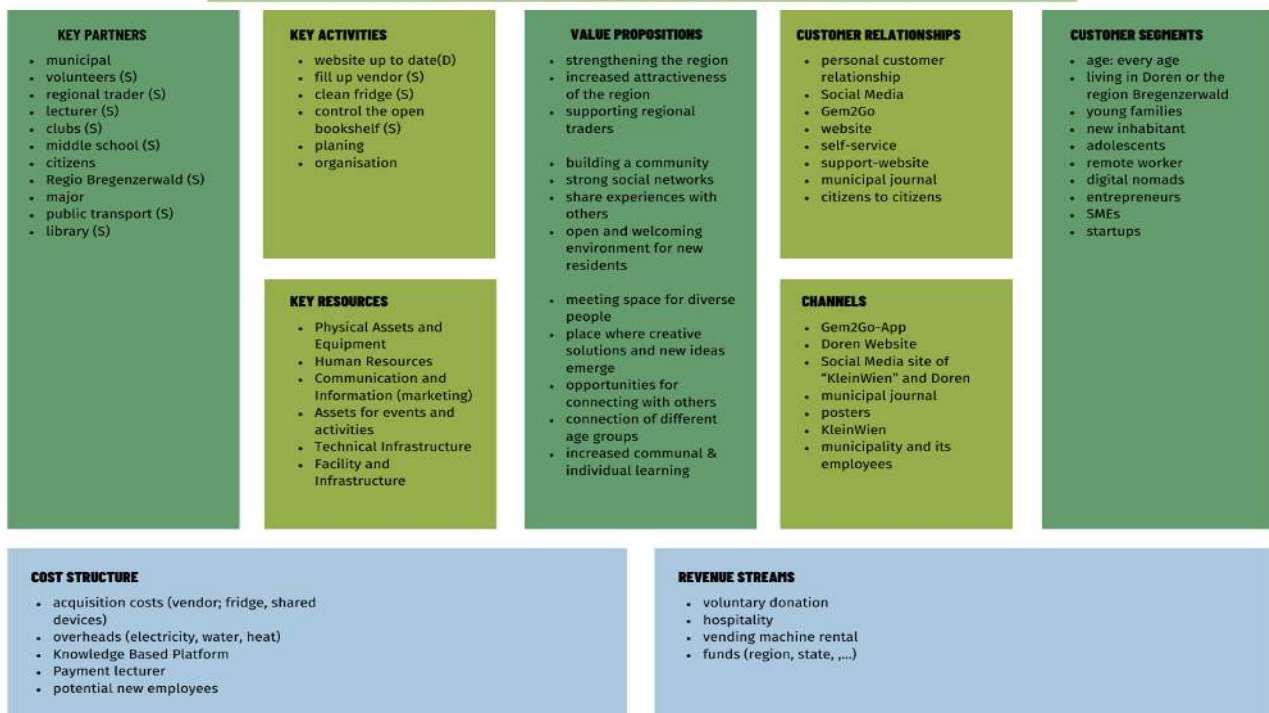 KEY PARTNERS
• municipal
• volunteers (S)
• regional trader (S)
• lecturer (S)
• clubs (S)
• middle school (S)
• citizens
• Regio Bregenzerwald (S)
• major
• public transport (S)
• library (S)
KEY ACTIVITIES
• website up to date(D)
• fill up vendor (S)
• clean fridge (S)
• control the open
bookshelf (S)
• planing
• organisation
KEY RESOURCES
• Physical Assets and
Equipment
• Human Resources
• Communication and
Information (marketing)
• Assets for events and
activities
• Technical Infrastructure
• Facility and
Infrastructure
VALUE PROPOSITIONS
• strengthening the region
• increased attractiveness
of the region
• supporting regional
traders
• building a community
• strong social networks
• share experiences with
others
• open and welcoming
environment for new
residents
• meeting space for diverse
people
• place where creative
solutions and new ideas
emerge
• opportunities for
connecting with others
• connection of different
age groups
• increased communal &
individual learning
CUSTOMER RELATIONSHIPS
• personal customer
relationship
• Social Media
• Gem2Go
• website
• self-service
• support-website
• municipal journal
• citizens to citizens
CHANNELS
• Gem2Go-App
• Doren Website
• Social Media site of
"KleinWien" and Doren
• municipal journal
• posters
• KleinWien
• municipality and its
employees
CUSTOMER SEGMENTS
• age: every age
• living in Doren or the
region Bregenzerwald
• young families
• new inhabitant
• adolescents
• remote worker
• digital nomads
• entrepreneurs
• SMEs
• startups
COST STRUCTURE
• acquisition costs (vendor; fridge, shared
devices)
• overheads (electricity, water, heat)
• Knowledge Based Platform
• Payment lecturer
• potential new employees
REVENUE STREAMS
• voluntary donation
• hospitality
• vending machine rental
• funds (region, state, ,...)